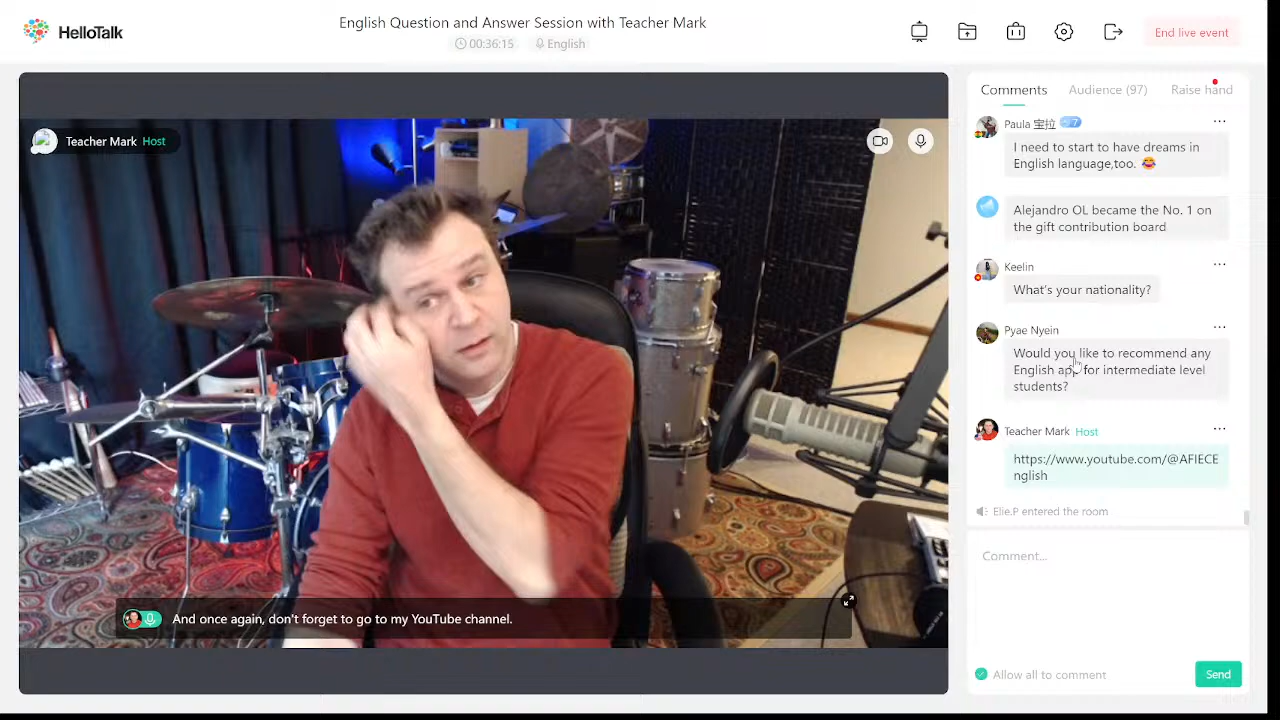 HelloTalk
English Question and Answer Session with Teacher Mark
00:36:15 English
End live event
Teacher Mark Host
And once again, don't forget to go to my YouTube channel.
Comments Audience (97) Raise hand
Paula 宝拉 7
I need to start to have dreams in
English language,too. 😂
Alejandro OL became the No. 1 on
the gift contribution board
Keelin
What's your nationality?
Pyae Nyein
Would you like to recommend any
English app for intermediate level
students?
Teacher Mark Host
https://www.youtube.com/@AFIECE
nglish
Elie.P entered the room
Comment...
Allow all to comment
Send